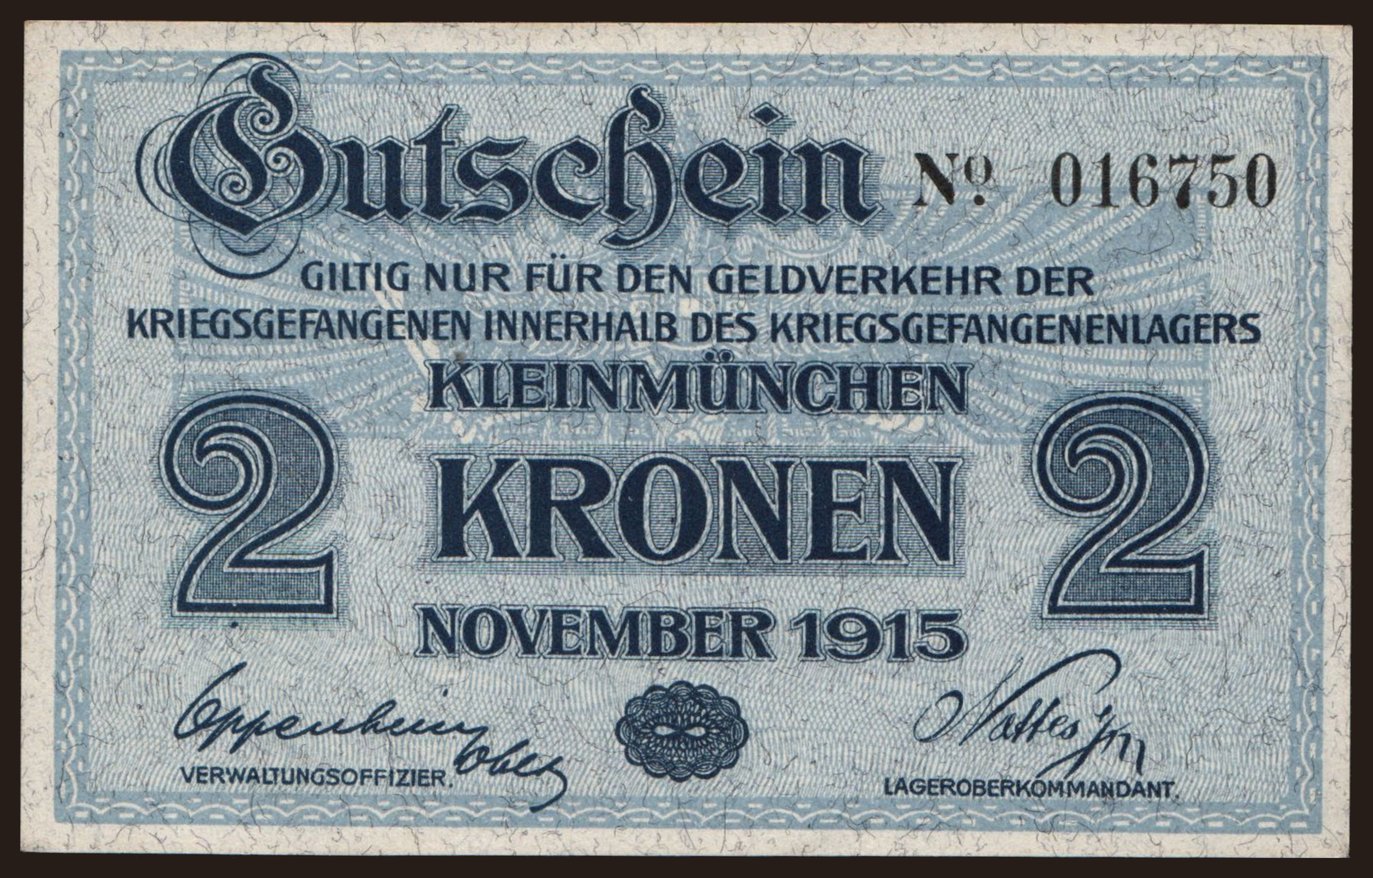 Gutschein No. 016750
GILTIG NUR FÜR DEN GELDVERKEHR DER
KRIEGSGEFANGENEN INNERHALB DES KRIEGSGEFANGENENLAGERS
KLEINMÜNCHEN
2 KRONEN 2
NOVEMBER 1915
Oppenheim
VERWALTUNGSOFFIZIER.
LAGEROBERKOMMANDANT.